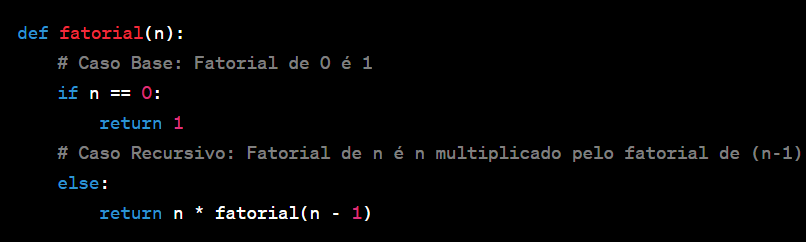 def fatorial(n):
    # Caso Base: Fatorial de 0 é 1
    if n == 0:
        return 1
    # Caso Recursivo: Fatorial de n é n multiplicado pelo fatorial de (n-1)
    else:
        return n * fatorial(n - 1)